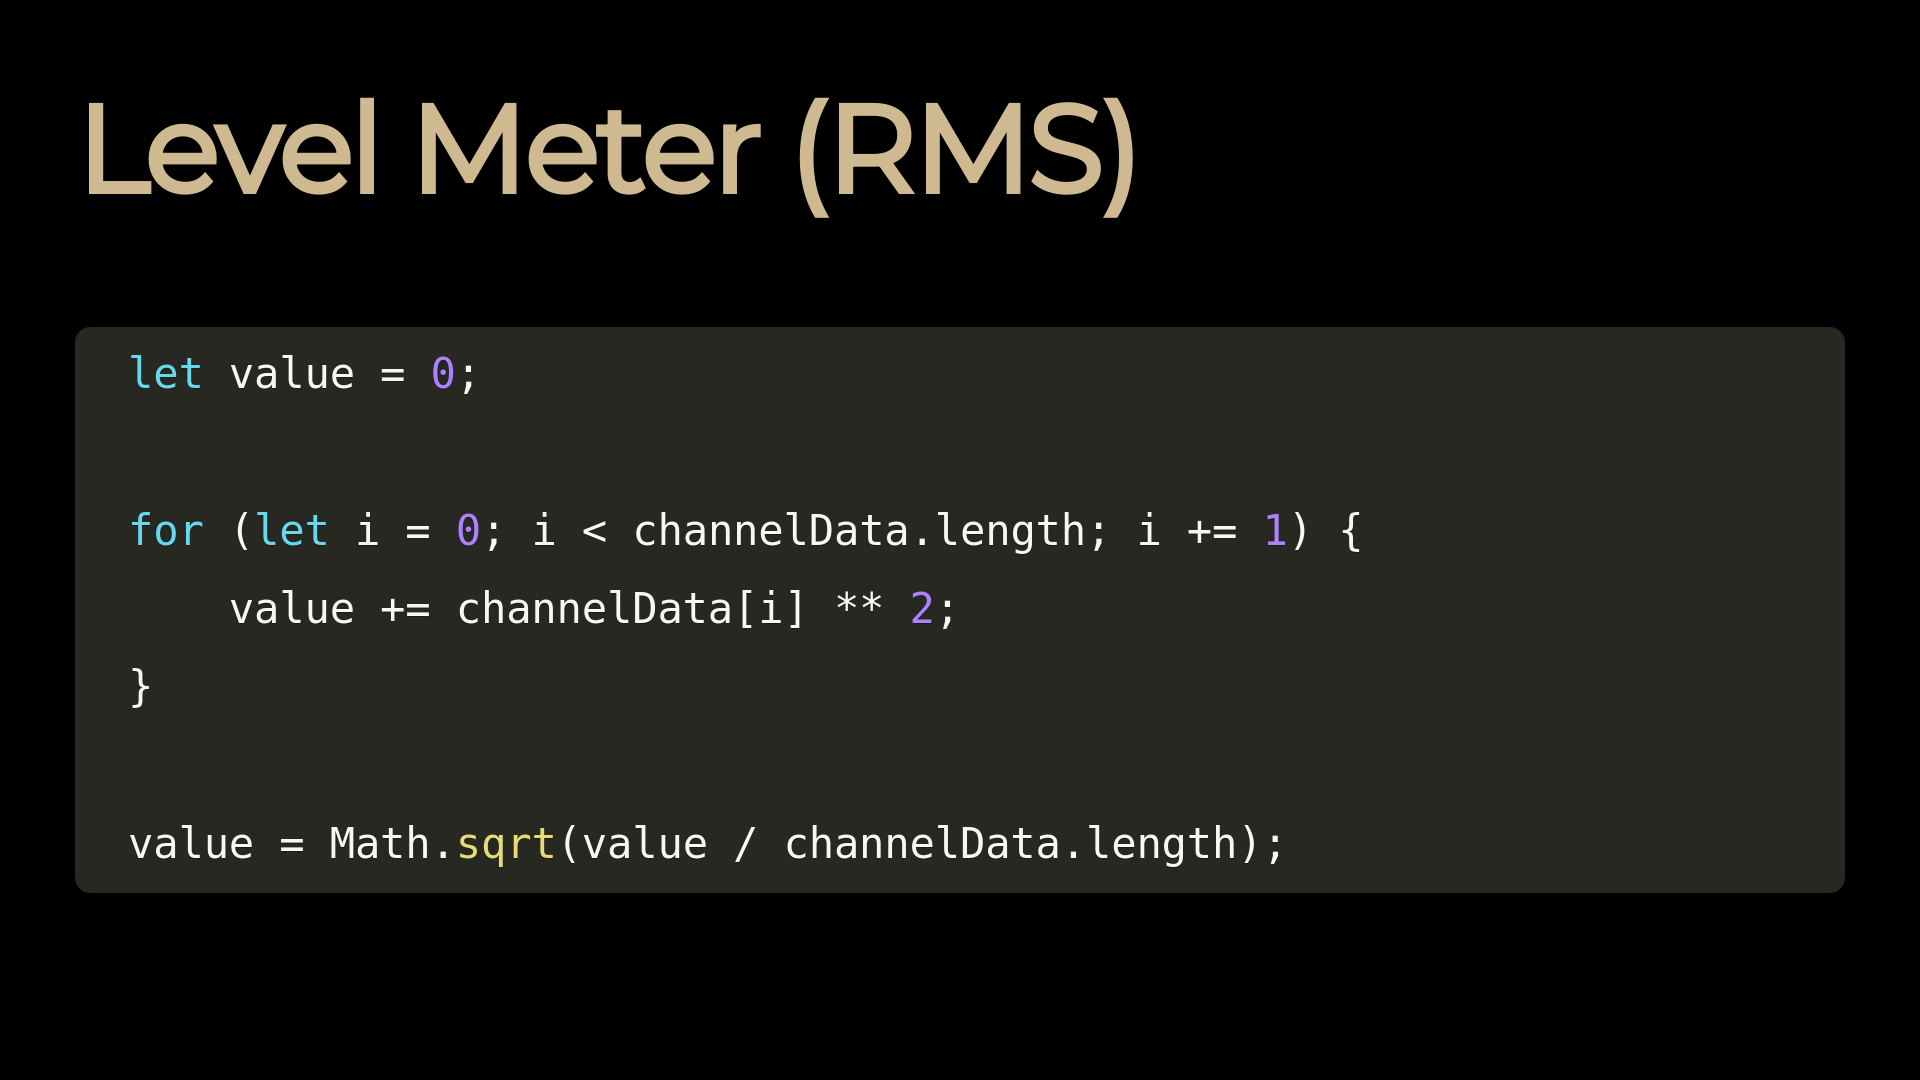 Level Meter (RMS)
let value = 0;
for (let i = 0; i < channelData.length; i += 1) {
    value += channelData[i] ** 2;
}
value = Math.sqrt(value / channelData.length);